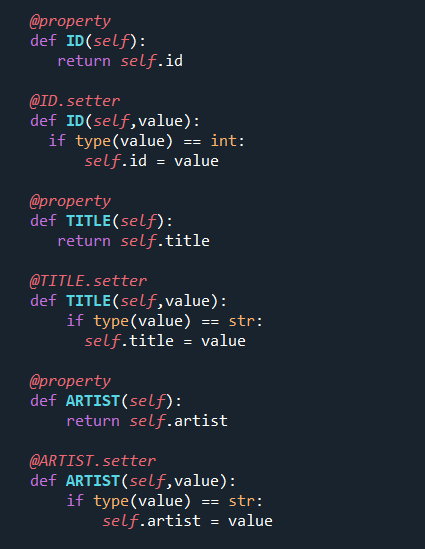 @property
def ID(self):
   return self.id

@ID.setter
def ID(self,value):
  if type(value) == int:
      self.id = value

@property
def TITLE(self):
   return self.title

@TITLE.setter
def TITLE(self,value):
    if type(value) == str:
      self.title = value

@property
def ARTIST(self):
    return self.artist

@ARTIST.setter
def ARTIST(self,value):
    if type(value) == str:
        self.artist = value